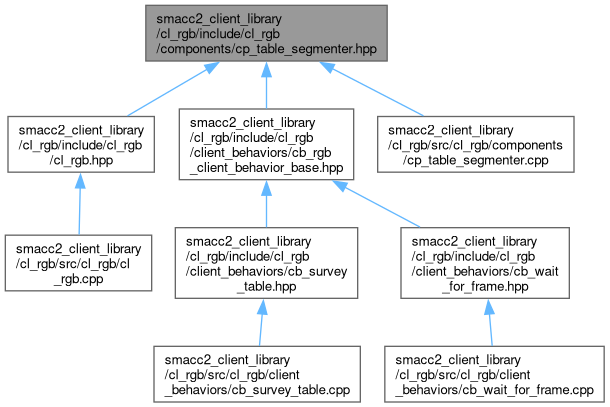 smacc2_client_library
/cl_rgb/include/cl_rgb
/components/cp_table_segmenter.hpp
smacc2_client_library
/cl_rgb/include/cl_rgb
/cl_rgb.hpp
smacc2_client_library
/cl_rgb/include/cl_rgb
/client_behaviors/cb_rgb
_client_behavior_base.hpp
smacc2_client_library
/cl_rgb/src/cl_rgb/components
/cp_table_segmenter.cpp
smacc2_client_library
/cl_rgb/src/cl_rgb/cl
_rgb.cpp
smacc2_client_library
/cl_rgb/include/cl_rgb
/client_behaviors/cb_survey
_table.hpp
smacc2_client_library
/cl_rgb/include/cl_rgb
/client_behaviors/cb_wait
_for_frame.hpp
smacc2_client_library
/cl_rgb/src/cl_rgb/client
_behaviors/cb_survey_table.cpp
smacc2_client_library
/cl_rgb/src/cl_rgb/client
_behaviors/cb_wait_for_frame.cpp